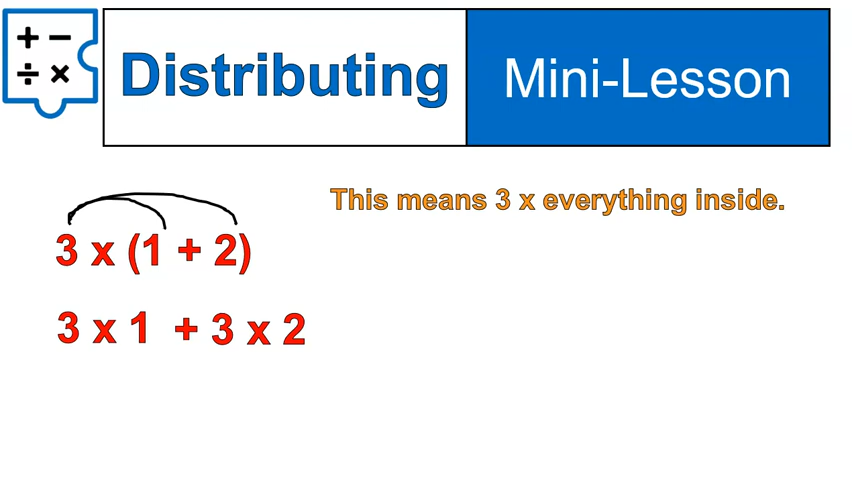 + −
÷ ×
Distributing
Mini-Lesson
This means 3 x everything inside.
3 x (1 + 2)
3 x 1 + 3 x 2